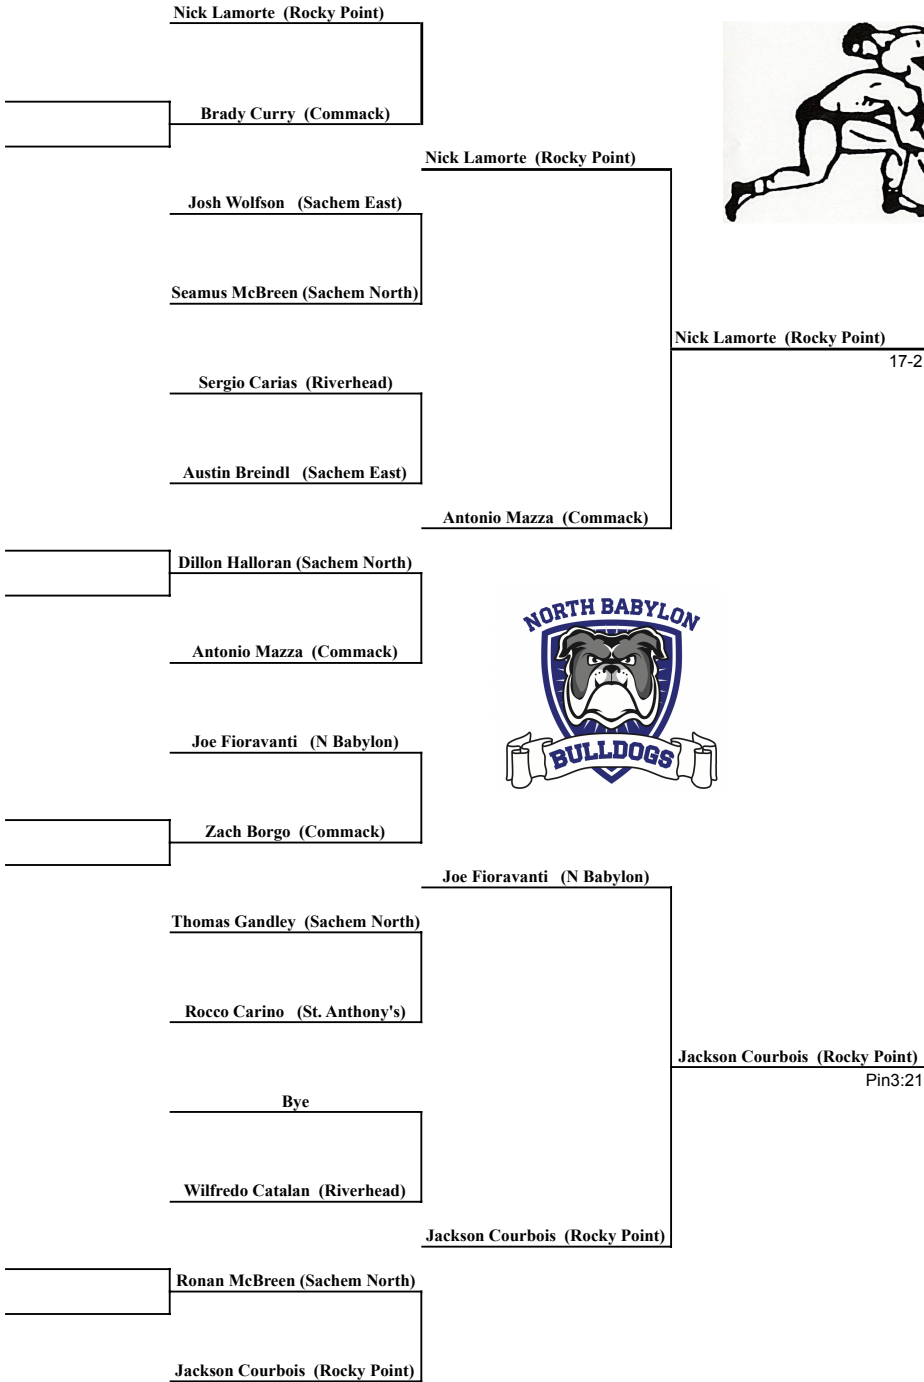 Nick Lamorte (Rocky Point)
Brady Curry (Commack)
Nick Lamorte (Rocky Point)
Josh Wolfson (Sachem East)
Seamus McBreen (Sachem North)
Nick Lamorte (Rocky Point)
17-2
Sergio Carias (Riverhead)
Austin Breindl (Sachem East)
Antonio Mazza (Commack)
Dillon Halloran (Sachem North)
NORTH BABYLON
Antonio Mazza (Commack)
Joe Fioravanti (N Babylon)
BULLDOGS
Zach Borgo (Commack)
Joe Fioravanti (N Babylon)
Thomas Gandley (Sachem North)
Rocco Carino (St. Anthony's)
Jackson Courbois (Rocky Point)
Pin3:21
Bye
Wilfredo Catalan (Riverhead)
Jackson Courbois (Rocky Point)
Ronan McBreen (Sachem North)
Jackson Courbois (Rocky Point)